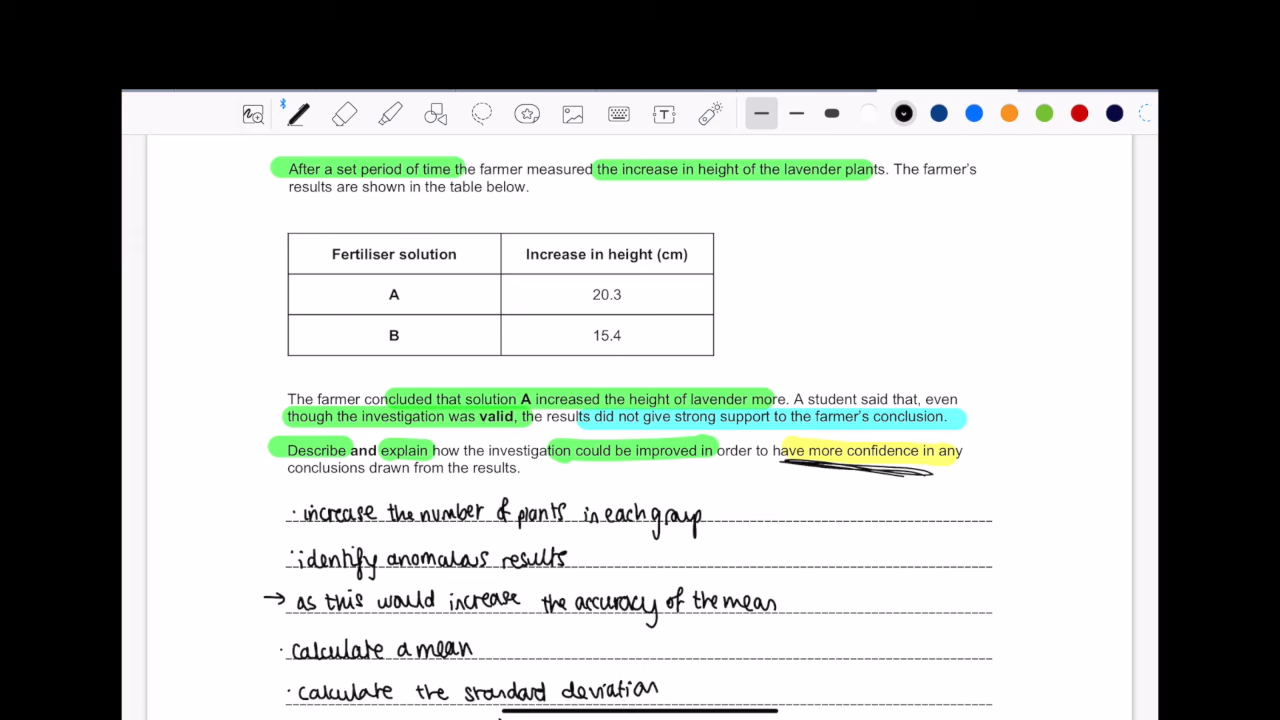 After a set period of time the farmer measured the increase in height of the lavender plants. The farmer's
results are shown in the table below.
Fertiliser solution Increase in height (cm)
A 20.3
B 15.4
The farmer concluded that solution A increased the height of lavender more. A student said that, even
though the investigation was valid, the results did not give strong support to the farmer's conclusion.
Describe and explain how the investigation could be improved in order to have more confidence in any
conclusions drawn from the results.
· increase the number of plants in each group
· identify anomalous results
→ as this would increase the accuracy of the mean
· calculate a mean
· calculate the standard deviation